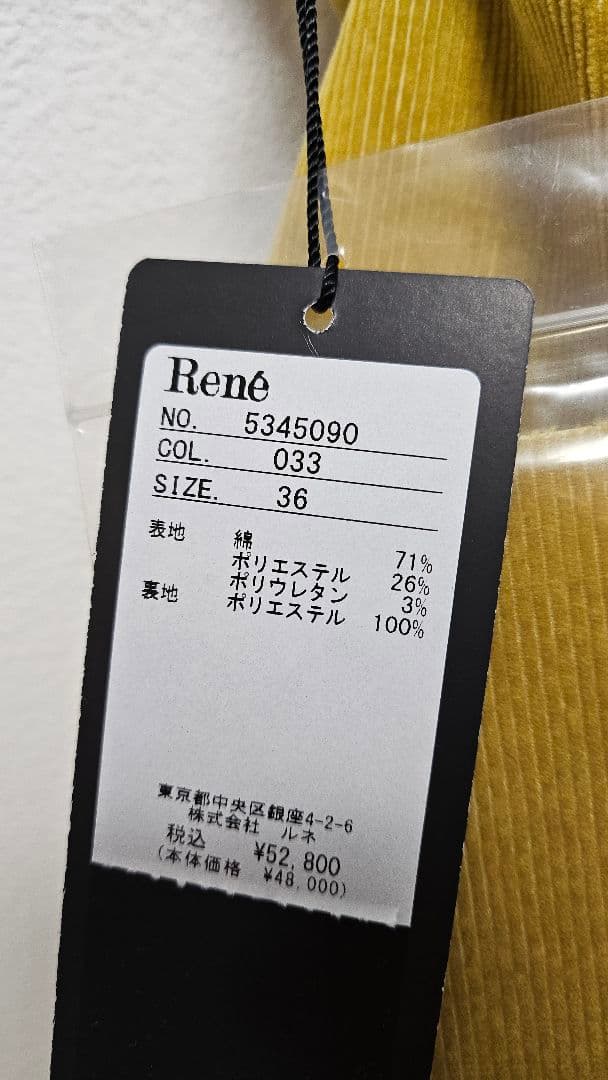 René
NO. 5345090
COL. 033
SIZE. 36
表地 綿 71%
ポリエステル 26%
ポリウレタン 3%
裏地 ポリエステル 100%
東京都中央区銀座4-2-6
株式会社 ルネ
税込 ¥52,800
(本体価格 ¥48,000)